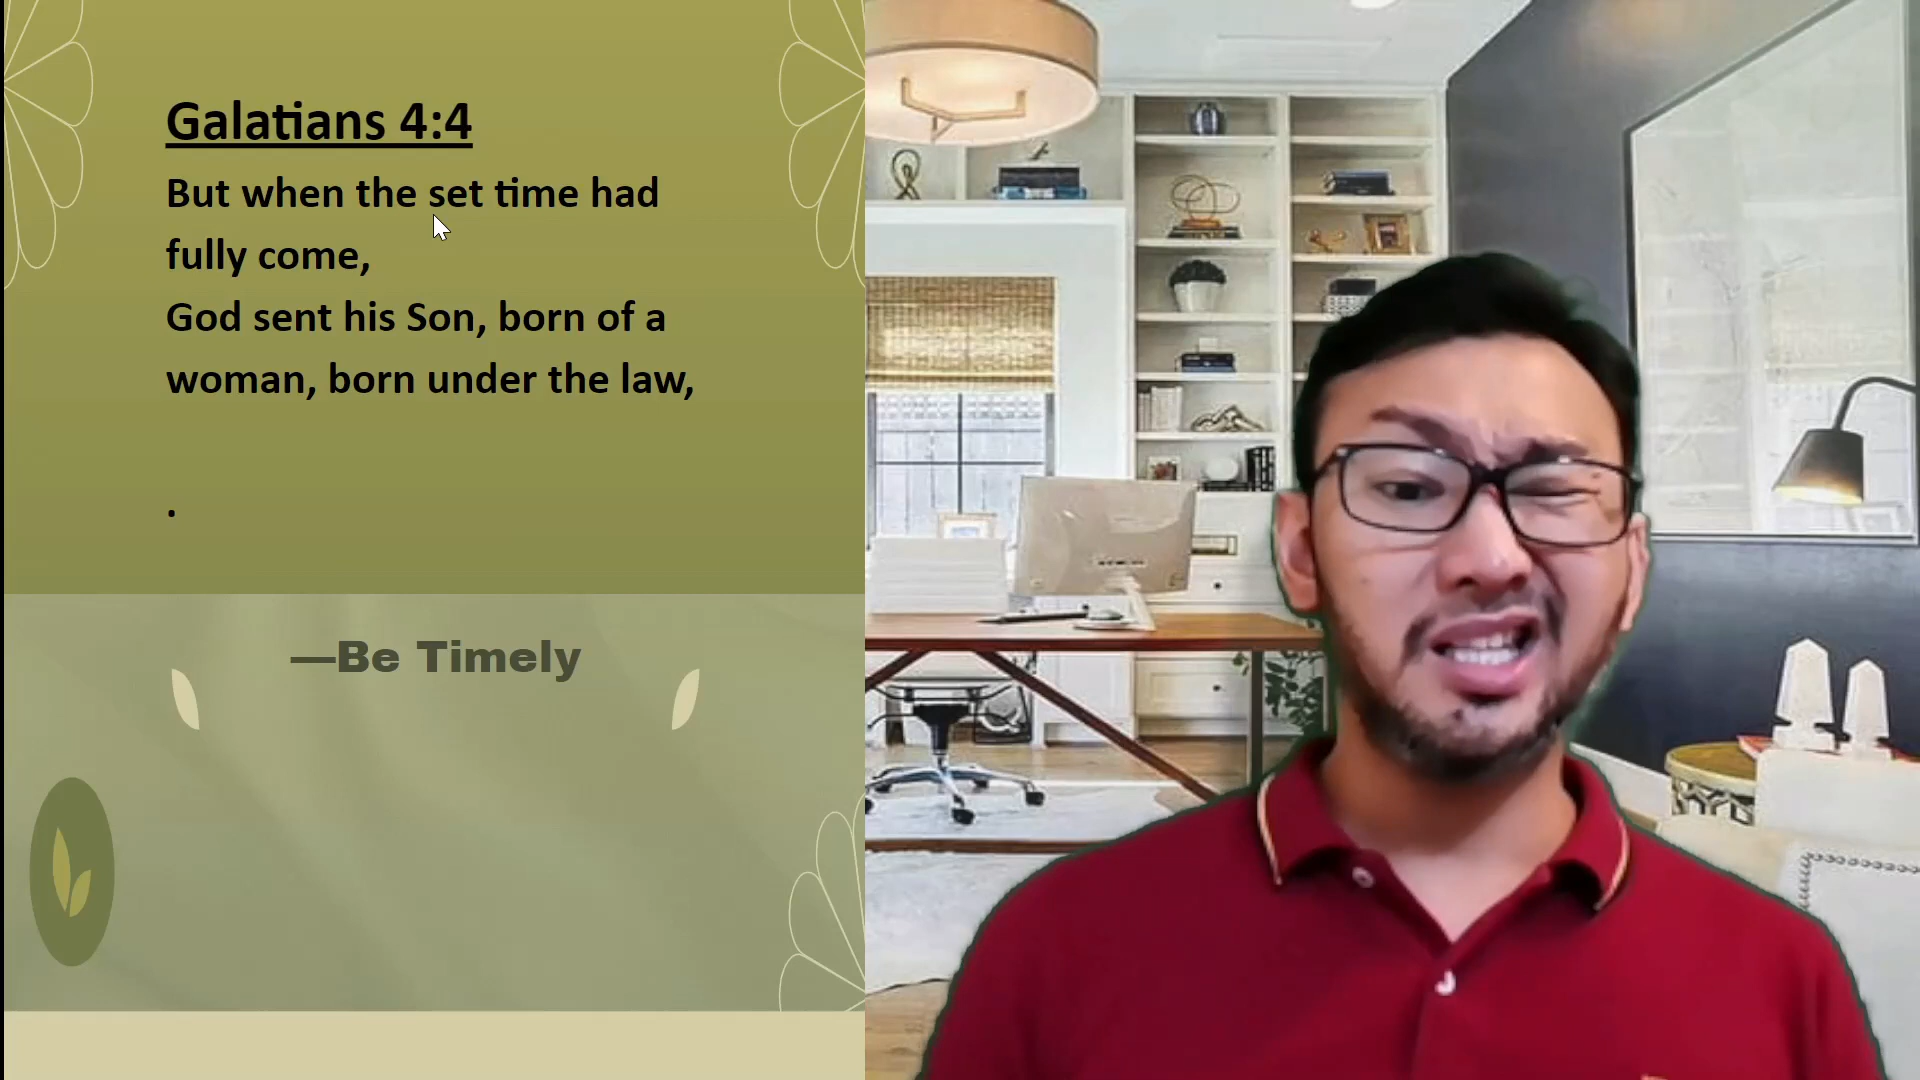 Galatians 4:4
But when the set time had
fully come,
God sent his Son, born of a
woman, born under the law,
.
—Be Timely